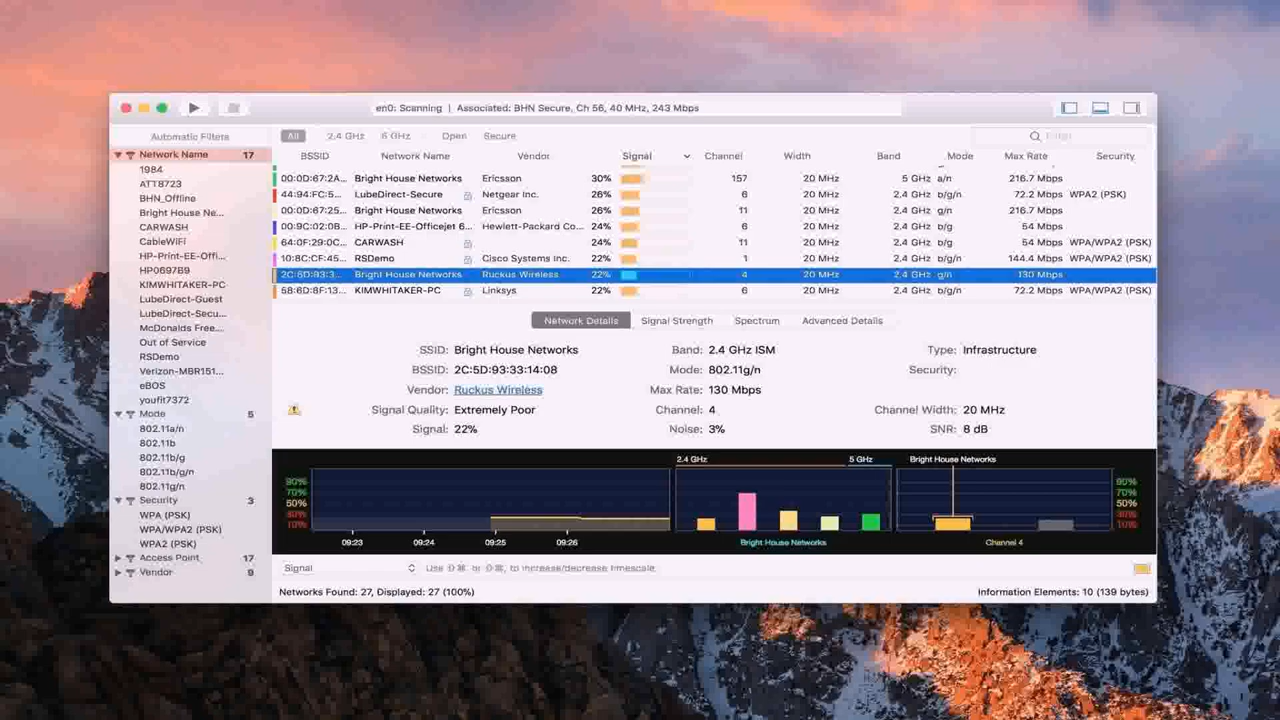 en0: Scanning | Associated: BHN Secure, Ch 56, 40 MHz, 243 Mbps
Automatic Filters
All 2.4 GHz 5 GHz Open Secure
Network Name 17
1984
ATT8723
BHN_Offline
Bright House Ne...
CARWASH
CableWiFi
HP-Print-EE-Offi...
HP0697B9
KIMWHITAKER-PC
LubeDirect-Guest
LubeDirect-Secu...
McDonalds Free...
Out of Service
RSDemo
Verizon-MBR151...
eBOS
youfit7372
Mode 5
802.11a/n
802.11b
802.11b/g
802.11b/g/n
802.11g/n
Security 3
WPA (PSK)
WPA/WPA2 (PSK)
WPA2 (PSK)
Access Point 17
Vendor 9
BSSID Network Name Vendor Signal Channel Width Band Mode Max Rate Security
00:0D:67:2A... Bright House Networks Ericsson 30% 157 20 MHz 5 GHz a/n 216.7 Mbps
44:94:FC:5... LubeDirect-Secure Netgear Inc. 26% 6 20 MHz 2.4 GHz b/g/n 72.2 Mbps WPA2 (PSK)
00:0D:67:25... Bright House Networks Ericsson 26% 11 20 MHz 2.4 GHz b/g/n 216.7 Mbps
00:9C:02:0B... HP-Print-EE-Officejet 6... Hewlett-Packard Co... 24% 6 20 MHz 2.4 GHz b/g 54 Mbps
64:0F:29:0C... CARWASH 24% 11 20 MHz 2.4 GHz b/g 54 Mbps WPA/WPA2 (PSK)
10:8C:CF:45... RSDemo Cisco Systems Inc. 22% 1 20 MHz 2.4 GHz b/g/n 144.4 Mbps WPA/WPA2 (PSK)
2C:5D:93:3... Bright House Networks Ruckus Wireless 22% 4 20 MHz 2.4 GHz g/n 130 Mbps
58:6D:8F:13... KIMWHITAKER-PC Linksys 22% 6 20 MHz 2.4 GHz b/g/n 72.2 Mbps WPA/WPA2 (PSK)
Network Details Signal Strength Spectrum Advanced Details
SSID: Bright House Networks Band: 2.4 GHz ISM Type: Infrastructure
BSSID: 2C:5D:93:33:14:08 Mode: 802.11g/n Security:
Vendor: Ruckus Wireless Max Rate: 130 Mbps
Signal Quality: Extremely Poor Channel: 4 Channel Width: 20 MHz
Signal: 22% Noise: 3% SNR: 8 dB
2.4 GHz 5 GHz Bright House Networks
90% 90%
70% 70%
50% 50%
30% 30%
10% 10%
09:23 09:24 09:25 09:26 Bright House Networks Channel 4
Signal Use or to increase/decrease timescale.
Networks Found: 27, Displayed: 27 (100%) Information Elements: 10 (139 bytes)